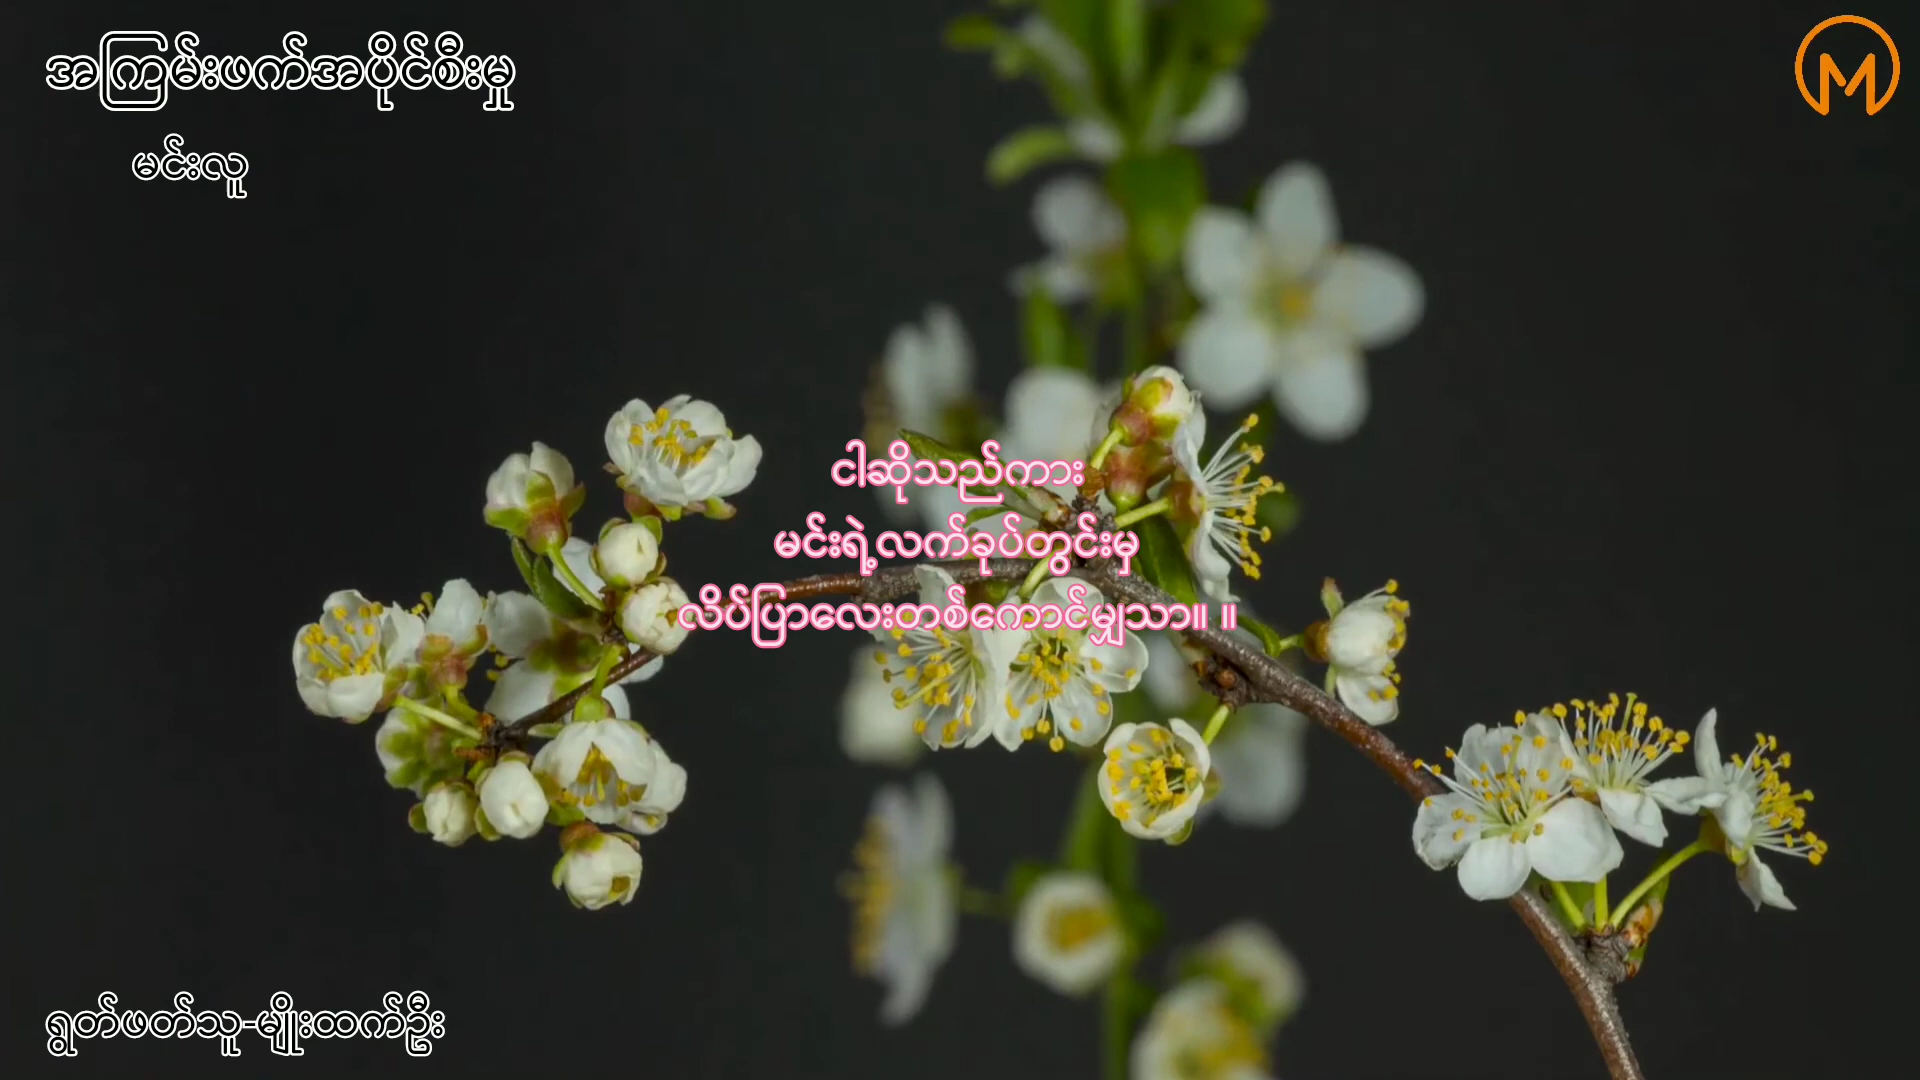 အကြမ်းဖက်အပိုင်စီးမှု
မင်းလူ
ငါဆိုသည်ကား
မင်းရဲ့လက်ခုပ်တွင်းမှ
လိပ်ပြာလေးတစ်ကောင်မျှသာ။ ။
ရွတ်ဖတ်သူ-မျိုးထက်ဦး